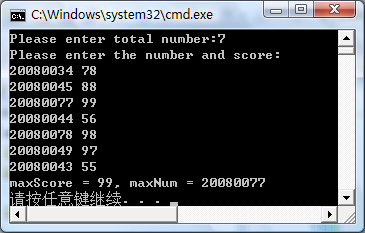 C:\Windows\system32\cmd.exe
Please enter total number:7
Please enter the number and score:
20080034 78
20080045 88
20080077 99
20080044 56
20080078 98
20080049 97
20080043 55
maxScore = 99, maxNum = 20080077
请按任意键继续. . .